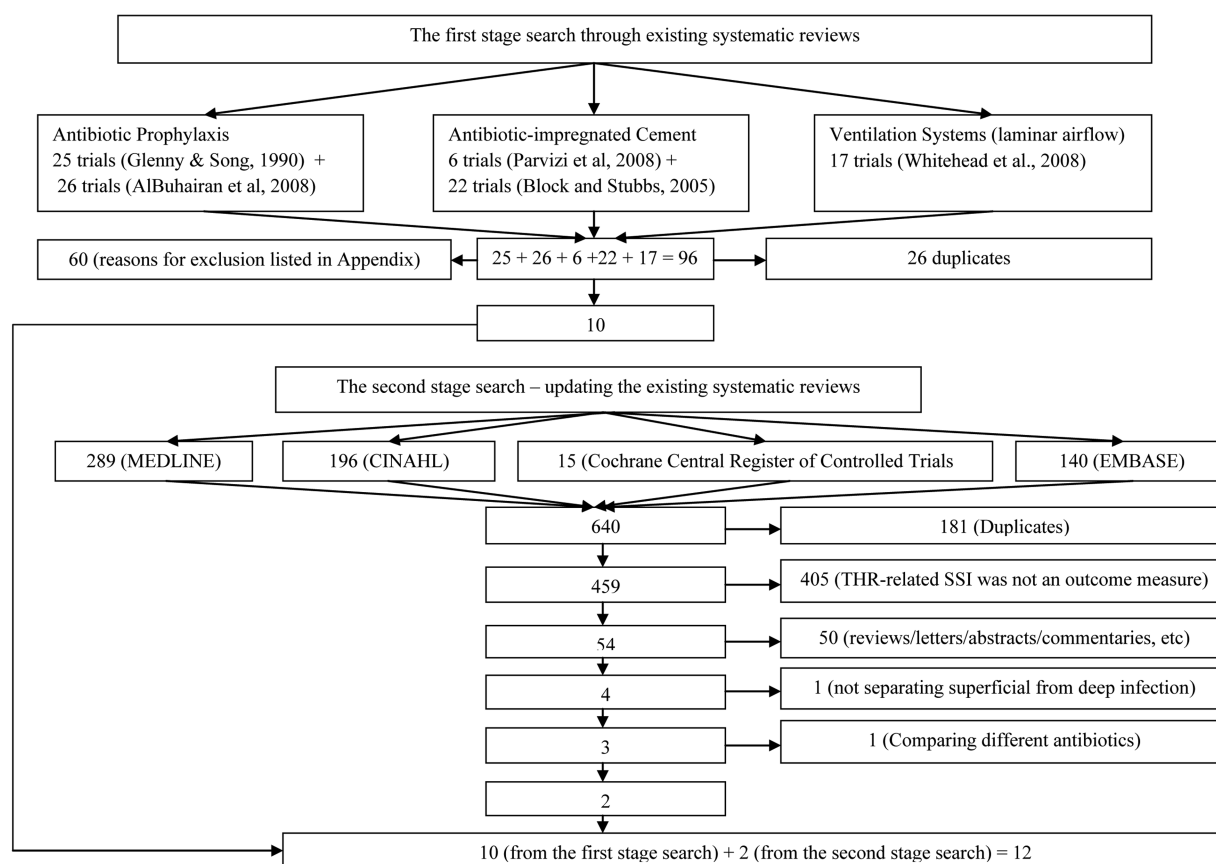 The first stage search through existing systematic reviews
Antibiotic Prophylaxis
25 trials (Glenny & Song, 1990) +
26 trials (AlBuhairan et al, 2008)
Antibiotic-impregnated Cement
6 trials (Parvizi et al, 2008) +
22 trials (Block and Stubbs, 2005)
Ventilation Systems (laminar airflow)
17 trials (Whitehead et al., 2008)
60 (reasons for exclusion listed in Appendix)
25 + 26 + 6 +22 + 17 = 96
26 duplicates
10
The second stage search – updating the existing systematic reviews
289 (MEDLINE)
196 (CINAHL)
15 (Cochrane Central Register of Controlled Trials
140 (EMBASE)
640
181 (Duplicates)
459
405 (THR-related SSI was not an outcome measure)
54
50 (reviews/letters/abstracts/commentaries, etc)
4
1 (not separating superficial from deep infection)
3
1 (Comparing different antibiotics)
2
10 (from the first stage search) + 2 (from the second stage search) = 12